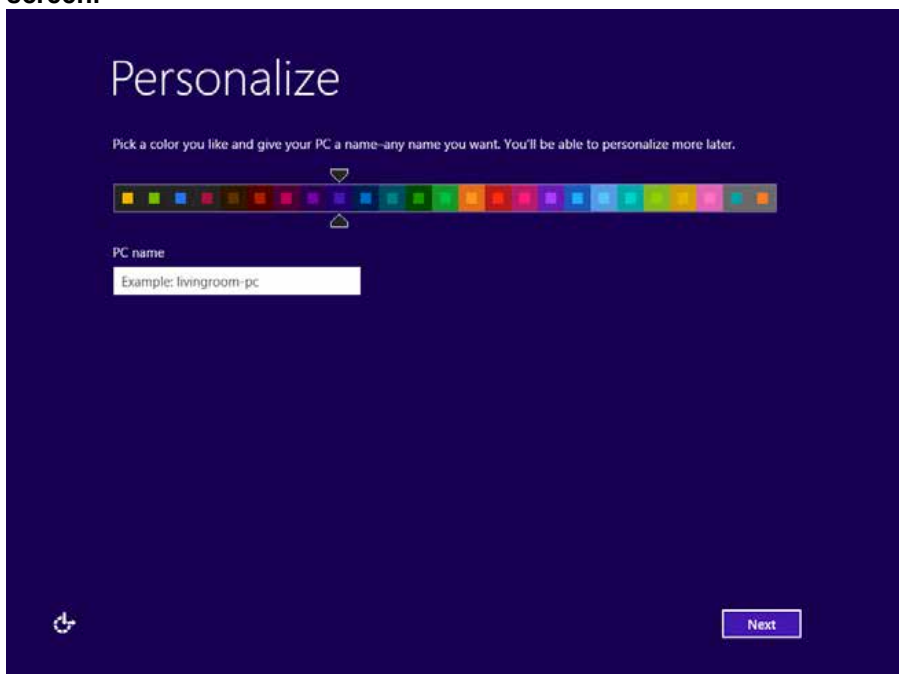 screen.
Personalize
Pick a color you like and give your PC a name–any name you want. You'll be able to personalize more later.
PC name
Example: livingroom-pc
Next